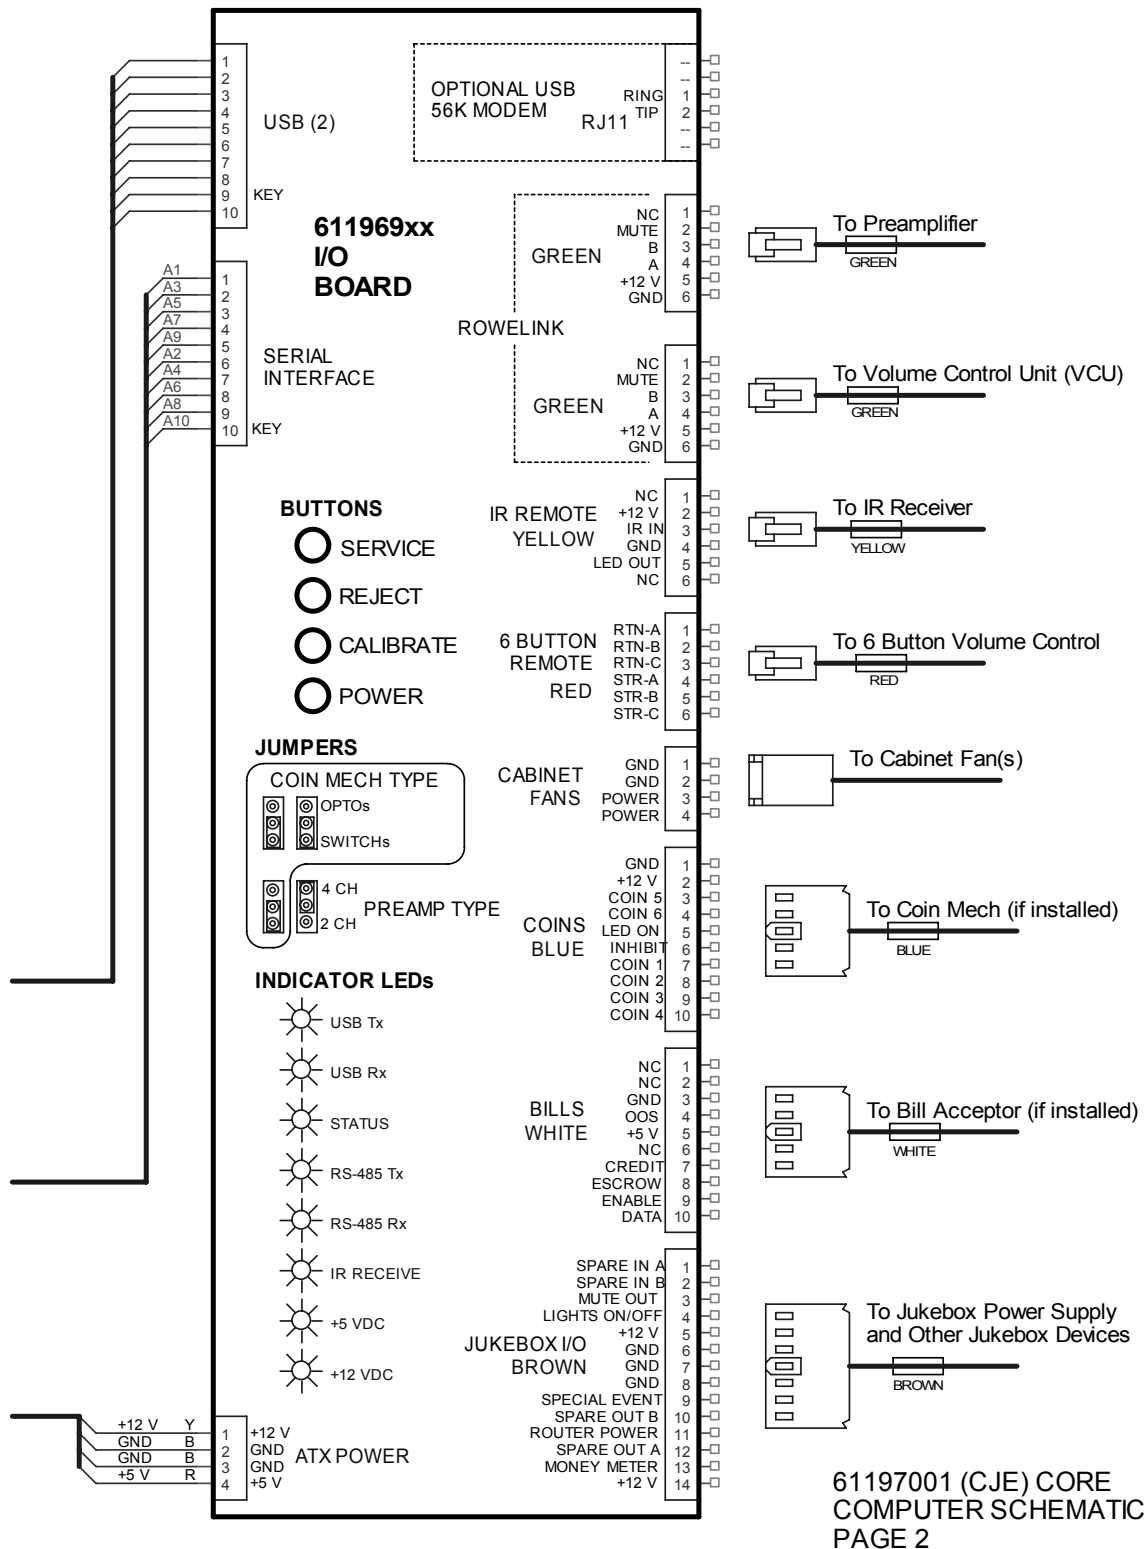 1
2
3
4
5
6
7
8
9
10
KEY
USB (2)
OPTIONAL USB
56K MODEM
RJ11
--
--
RING 1
TIP 2
--
--
611969xx
I/O
BOARD
A1 1
A3 2
A5 3
A7 4
A9 5
A2 6
A4 7
A6 8
A8 9
A10 10
KEY
SERIAL
INTERFACE
GREEN
NC 1
MUTE 2
B 3
A 4
+12 V 5
GND 6
To Preamplifier
GREEN
ROWELINK
GREEN
NC 1
MUTE 2
B 3
A 4
+12 V 5
GND 6
To Volume Control Unit (VCU)
GREEN
BUTTONS
SERVICE
REJECT
CALIBRATE
POWER
IR REMOTE
YELLOW
NC 1
+12 V 2
IR IN 3
GND 4
LED OUT 5
NC 6
To IR Receiver
YELLOW
6 BUTTON
REMOTE
RED
RTN-A 1
RTN-B 2
RTN-C 3
STR-A 4
STR-B 5
STR-C 6
To 6 Button Volume Control
RED
JUMPERS
COIN MECH TYPE
OPTOs
SWITCHs
4 CH
2 CH
PREAMP TYPE
CABINET
FANS
GND 1
GND 2
POWER 3
POWER 4
To Cabinet Fan(s)
COINS
BLUE
GND 1
+12 V 2
COIN 5 3
COIN 6 4
LED ON 5
INHIBIT 6
COIN 1 7
COIN 2 8
COIN 3 9
COIN 4 10
To Coin Mech (if installed)
BLUE
INDICATOR LEDs
USB Tx
USB Rx
STATUS
RS-485 Tx
RS-485 Rx
IR RECEIVE
+5 VDC
+12 VDC
BILLS
WHITE
NC 1
NC 2
GND 3
OOS 4
+5 V 5
NC 6
CREDIT 7
ESCROW 8
ENABLE 9
DATA 10
To Bill Acceptor (if installed)
WHITE
JUKEBOX I/O
BROWN
SPARE IN A 1
SPARE IN B 2
MUTE OUT 3
LIGHTS ON/OFF 4
+12 V 5
GND 6
GND 7
GND 8
SPECIAL EVENT 9
SPARE OUT B 10
ROUTER POWER 11
SPARE OUT A 12
MONEY METER 13
+12 V 14
To Jukebox Power Supply
and Other Jukebox Devices
BROWN
+12 V Y 1 +12 V
GND B 2 GND
GND B 3 GND
+5 V R 4 +5 V
ATX POWER
61197001 (CJE) CORE
COMPUTER SCHEMATIC
PAGE 2